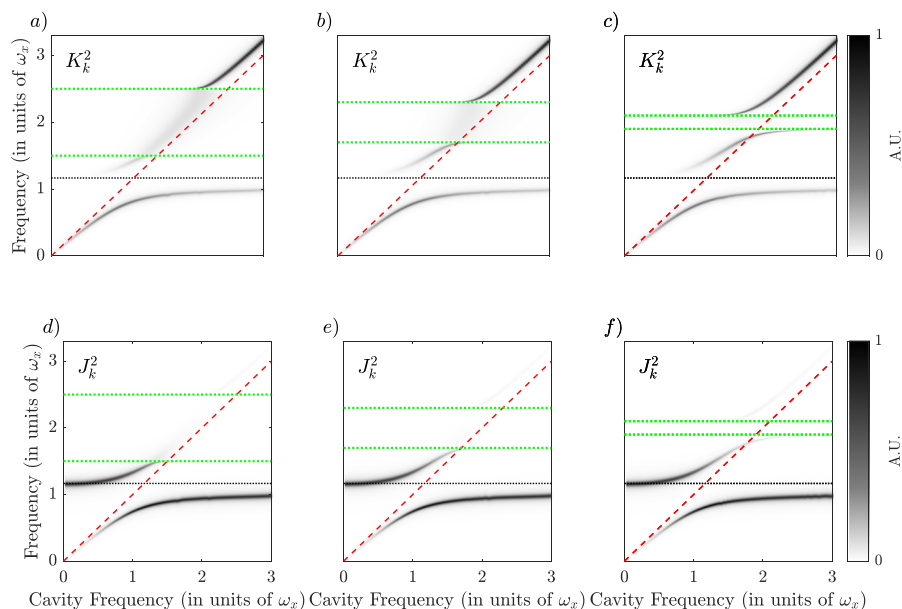 a) b) c)
3 K_k^2 K_k^2 K_k^2 1
Frequency (in units of ω_x)
2
1
0 0
A.U.
d) e) f)
3 J_k^2 J_k^2 J_k^2 1
Frequency (in units of ω_x)
2
1
0 0
A.U.
0 1 2 3 0 1 2 3 0 1 2 3
Cavity Frequency (in units of ω_x) Cavity Frequency (in units of ω_x) Cavity Frequency (in units of ω_x)